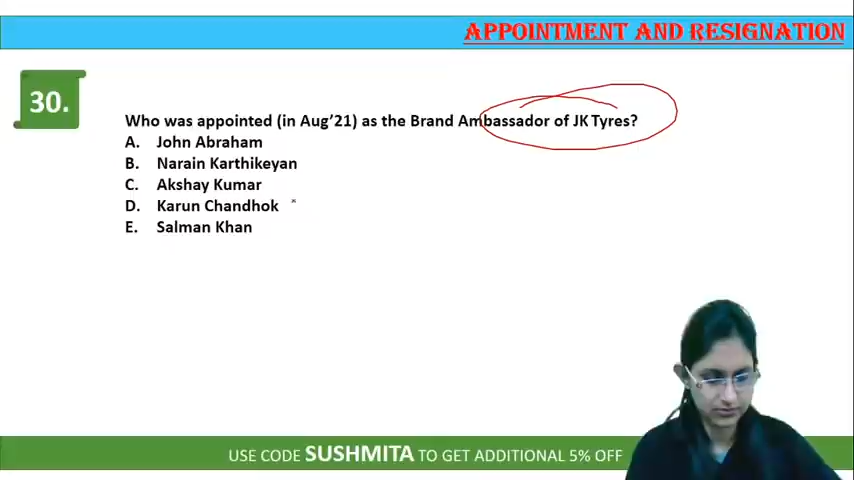 APPOINTMENT AND RESIGNATION
30.
Who was appointed (in Aug'21) as the Brand Ambassador of JK Tyres?
A. John Abraham
B. Narain Karthikeyan
C. Akshay Kumar
D. Karun Chandhok
E. Salman Khan
USE CODE SUSHMITA TO GET ADDITIONAL 5% OFF